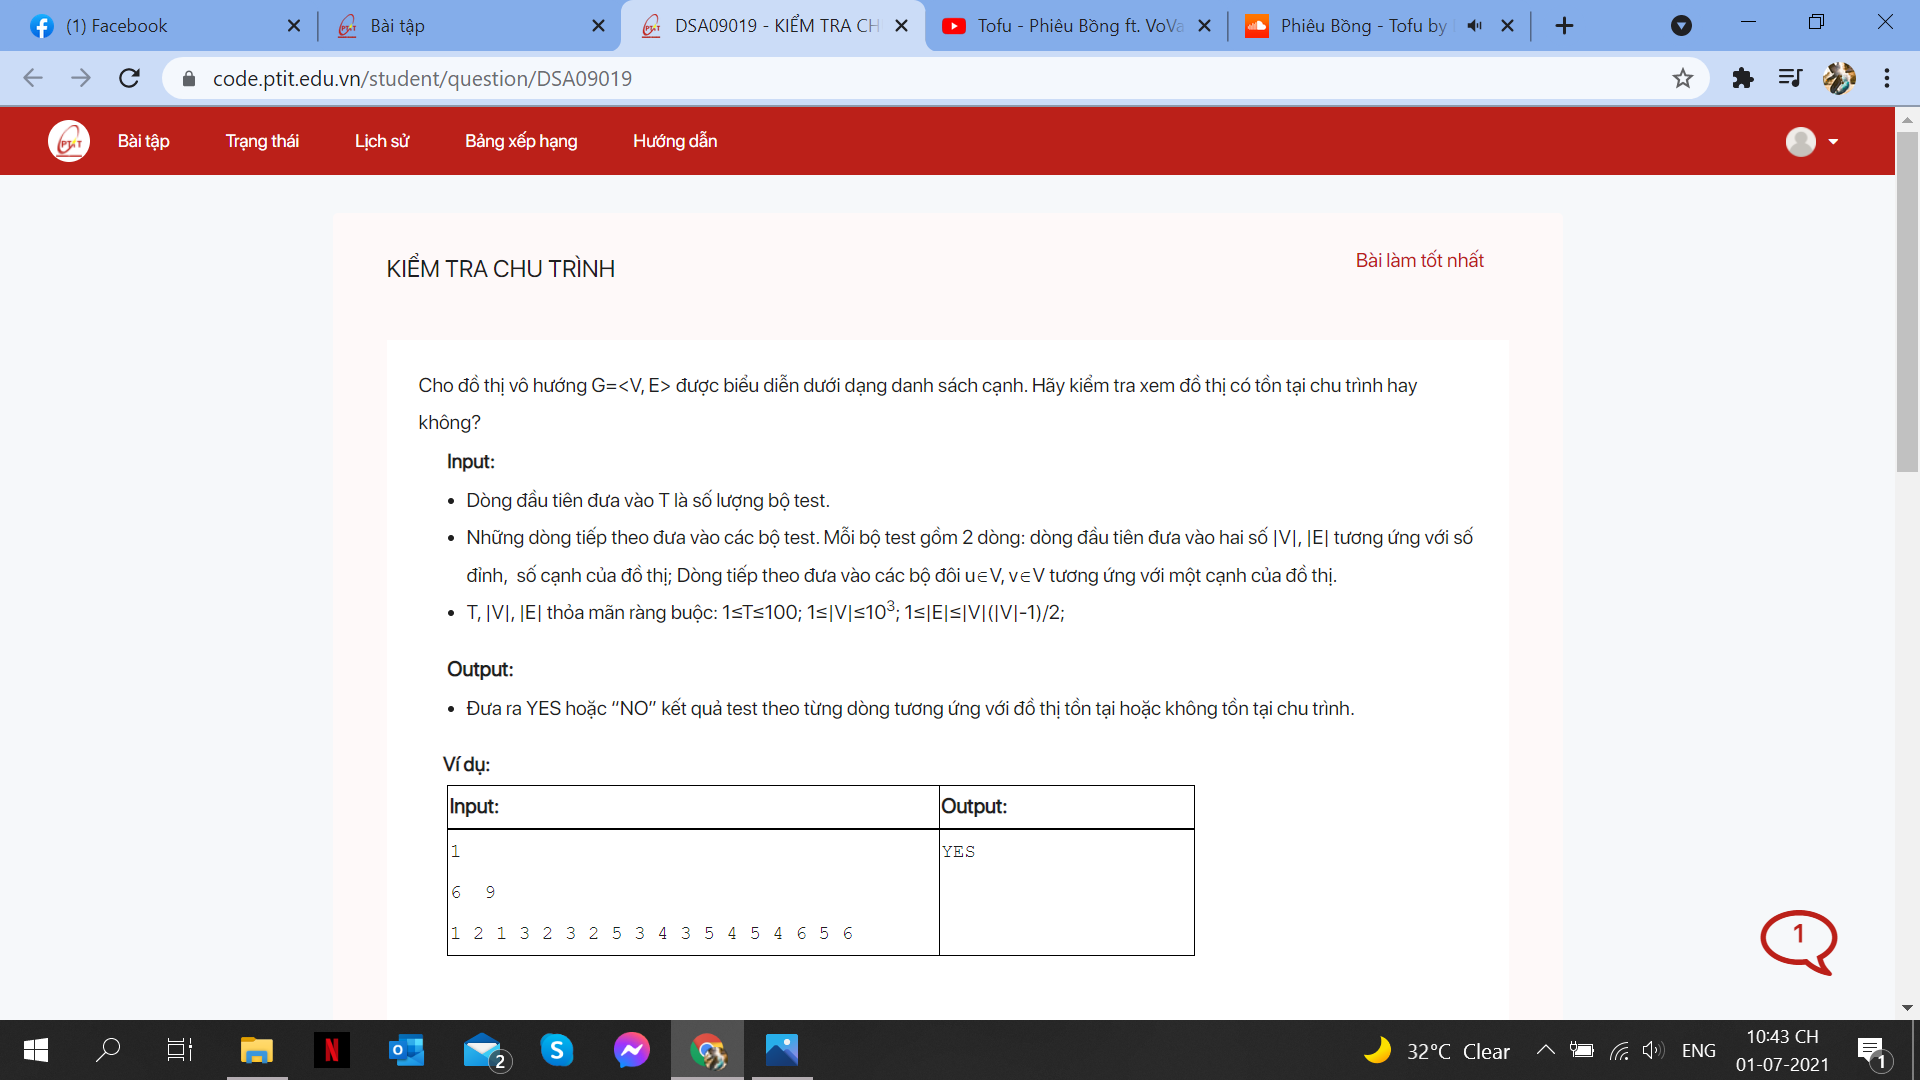 (1) Facebook
Bài tập
DSA09019 - KIỂM TRA CH
Tofu - Phiêu Bồng ft. VoVa
Phiêu Bồng - Tofu by
code.ptit.edu.vn/student/question/DSA09019
PTIT
Bài tập
Trạng thái
Lịch sử
Bảng xếp hạng
Hướng dẫn
KIỂM TRA CHU TRÌNH
Bài làm tốt nhất
Cho đồ thị vô hướng G=<V, E> được biểu diễn dưới dạng danh sách cạnh. Hãy kiểm tra xem đồ thị có tồn tại chu trình hay
không?
Input:
• Dòng đầu tiên đưa vào T là số lượng bộ test.
• Những dòng tiếp theo đưa vào các bộ test. Mỗi bộ test gồm 2 dòng: dòng đầu tiên đưa vào hai số |V|, |E| tương ứng với số
đỉnh, số cạnh của đồ thị; Dòng tiếp theo đưa vào các bộ đôi u∈V, v∈V tương ứng với một cạnh của đồ thị.
• T, |V|, |E| thỏa mãn ràng buộc: 1≤T≤100; 1≤|V|≤10³; 1≤|E|≤|V|(|V|-1)/2;
Output:
• Đưa ra YES hoặc “NO” kết quả test theo từng dòng tương ứng với đồ thị tồn tại hoặc không tồn tại chu trình.
Ví dụ:
Input:
Output:
1
YES
6 9
1 2 1 3 2 3 2 5 3 4 3 5 4 5 4 6 5 6
1
N
2
S
32°C Clear
ENG
10:43 CH
01-07-2021
1